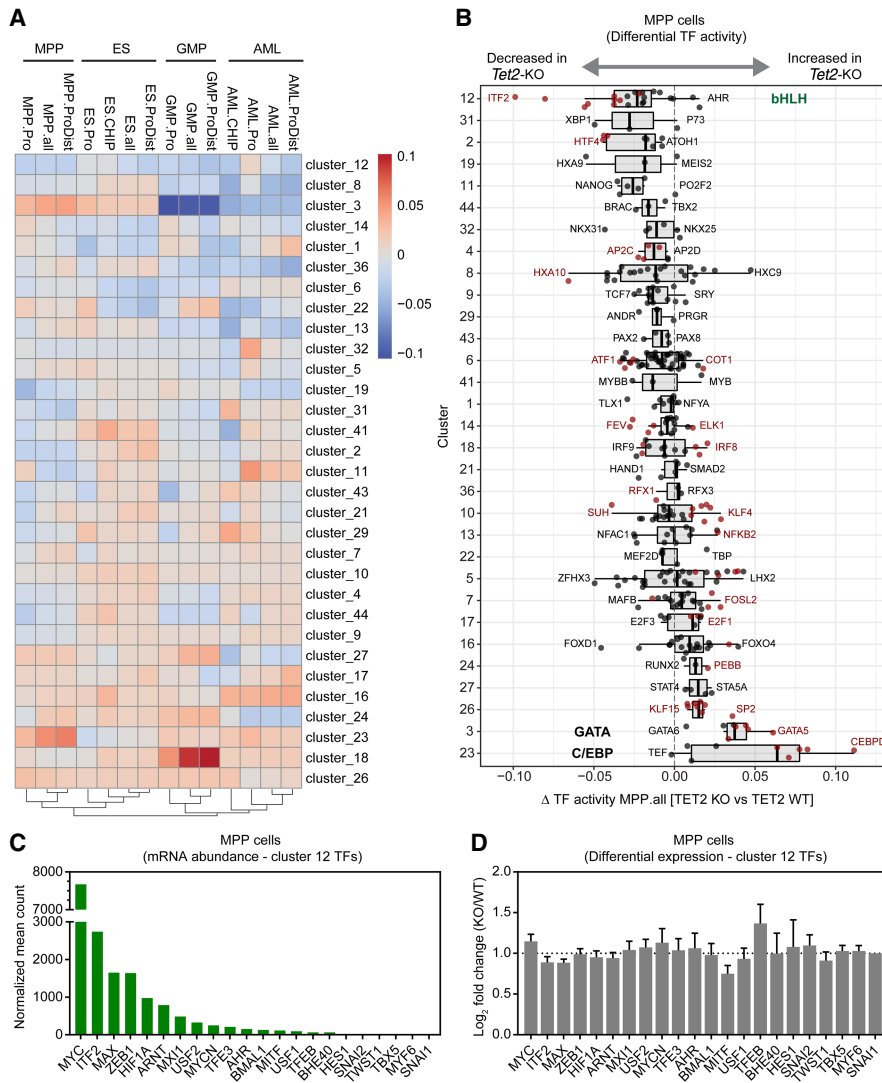 A
MPP
ES
GMP
AML
MPP.Pro
MPP.all
MPP.ProDist
ES.Pro
ES.CHIP
ES.all
ES.ProDist
GMP.Pro
GMP.all
GMP.ProDist
AML.CHIP
AML.Pro
AML.all
AML.ProDist
cluster_12
cluster_8
cluster_3
cluster_14
cluster_1
cluster_36
cluster_6
cluster_22
cluster_13
cluster_32
cluster_5
cluster_19
cluster_31
cluster_41
cluster_2
cluster_11
cluster_43
cluster_21
cluster_29
cluster_7
cluster_10
cluster_4
cluster_44
cluster_9
cluster_27
cluster_17
cluster_16
cluster_24
cluster_23
cluster_18
cluster_26
0.1
0.05
0
−0.05
−0.1
B
MPP cells
(Differential TF activity)
Decreased in
Tet2-KO
Increased in
Tet2-KO
Cluster
12 ITF2 AHR bHLH
31 XBP1 P73
2 HTF4 ATOH1
19 HXA9 MEIS2
11 NANOG PO2F2
44 BRAC TBX2
32 NKX31 NKX25
4 AP2C AP2D
8 HXA10 HXC9
9 TCF7 SRY
29 ANDR PRGR
43 PAX2 PAX8
6 ATF1 COT1
41 MYBB MYB
1 TLX1 NFYA
14 FEV ELK1
18 IRF9 IRF8
21 HAND1 SMAD2
36 RFX1 RFX3
10 SUH KLF4
13 NFAC1 NFKB2
22 MEF2D TBP
5 ZFHX3 LHX2
7 MAFB FOSL2
17 E2F3 E2F1
16 FOXD1 FOXO4
24 RUNX2 PEBB
27 STAT4 STA5A
26 KLF15 SP2
3 GATA GATA6 GATA5
23 C/EBP TEF CEBPD
−0.10 −0.05 0.00 0.05 0.10
Δ TF activity MPP.all [TET2 KO vs TET2 WT]
C
MPP cells
(mRNA abundance - cluster 12 TFs)
Normalized mean count
8000
7000
3000
2000
1000
0
MYC
ITF2
MAX
ZEB1
HIF1A
ARNT
MXI1
USF2
MYCN
TFE3
AHR
BMAL1
MITF
USF1
TFEB
BHE40
HES1
SNAI2
TWST1
TBX5
MYF6
SNAI1
D
MPP cells
(Differential expression - cluster 12 TFs)
Log2 fold change (KO/WT)
2.0
1.5
1.0
0.5
0.0
MYC
ITF2
MAX
ZEB1
HIF1A
ARNT
MXI1
USF2
MYCN
TFE3
AHR
BMAL1
MITF
USF1
TFEB
BHE40
HES1
SNAI2
TWST1
TBX5
MYF6
SNAI1